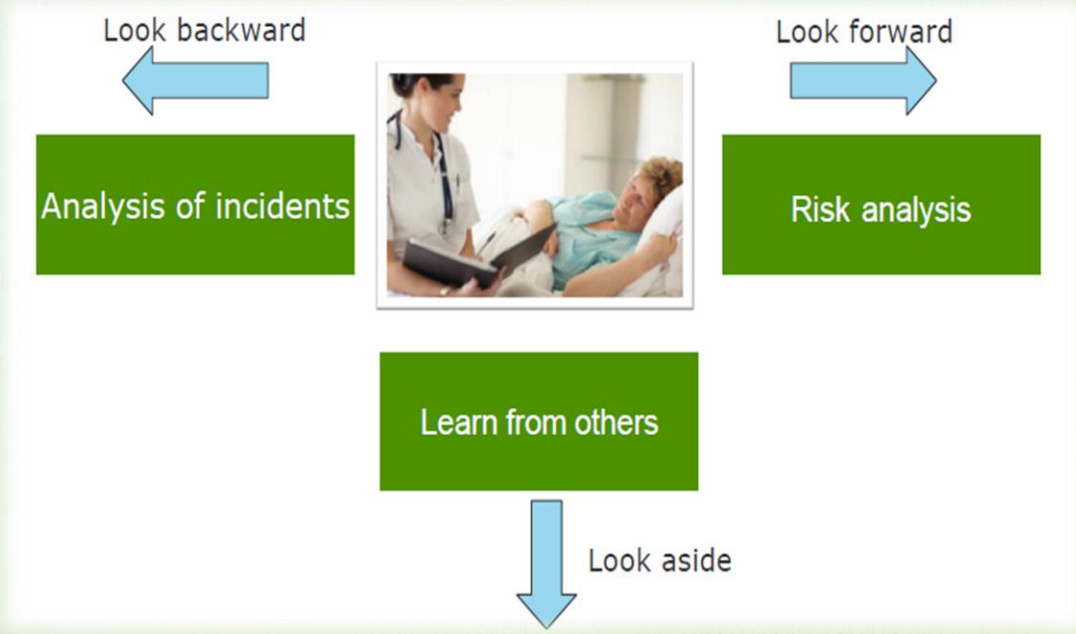 Look backward
Look forward
Analysis of incidents
Risk analysis
Learn from others
Look aside